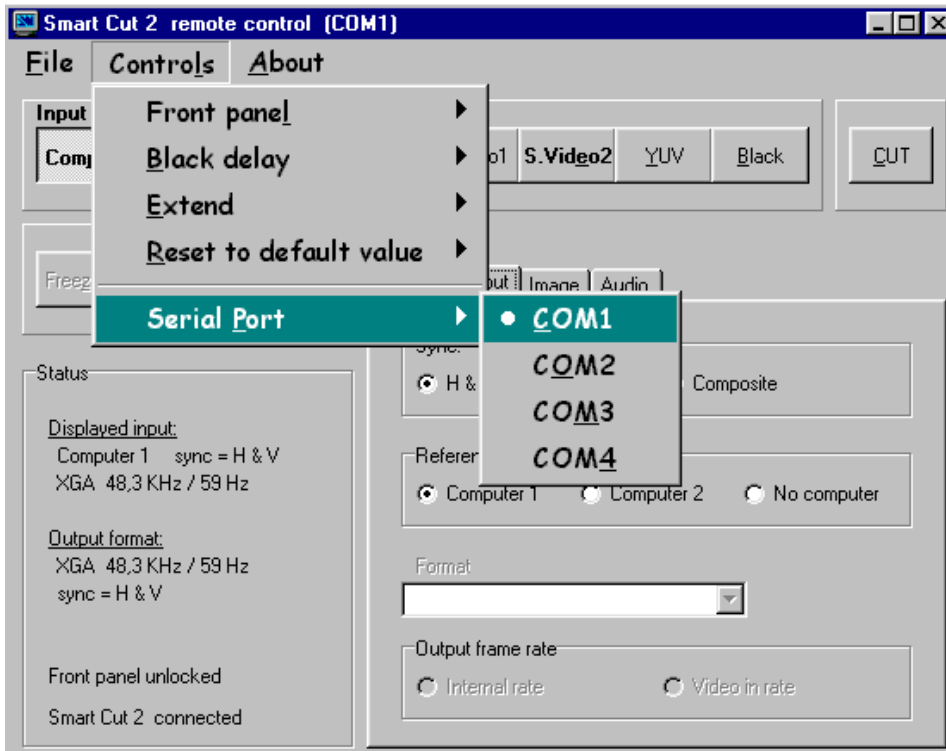 Smart Cut 2 remote control (COM1)
File Controls About
Input
Front panel
S.Video2 YUV Black CUT
Black delay
Extend
Reset to default value
Image Audio
Serial Port
COM1
COM2
COM3
COM4
Status
H & Composite
Displayed input:
Computer 1 sync = H & V
XGA 48,3 KHz / 59 Hz
Computer 1 Computer 2 No computer
Output format:
XGA 48,3 KHz / 59 Hz
sync = H & V
Format
Output frame rate
Internal rate Video in rate
Front panel unlocked
Smart Cut 2 connected